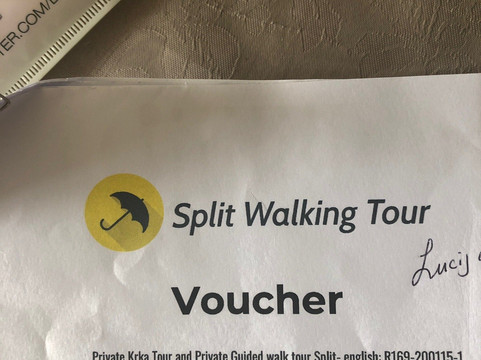 Split Walking Tour
Voucher
Private Krka Tour and Private Guided walk tour Split- english: R169-200115-1